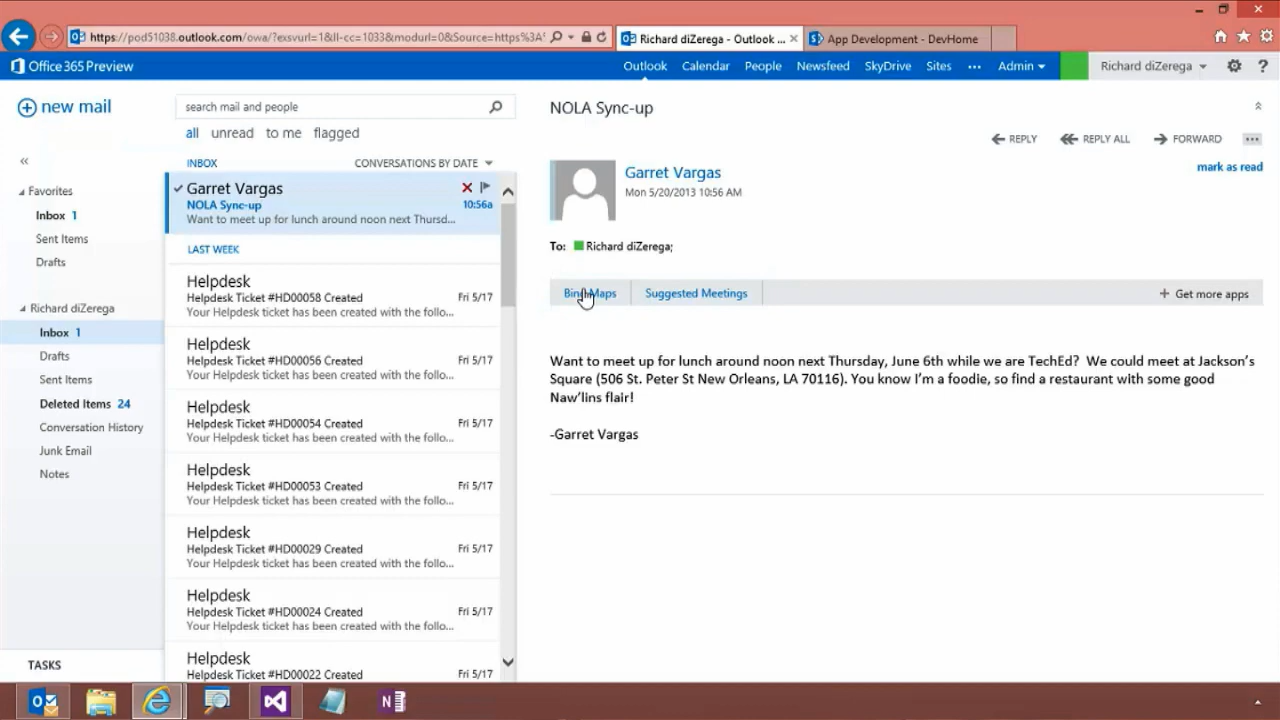 https://pod51038.outlook.com/owa/?exsvurl=1&ll-cc=1033&modurl=0&Source=https%3A%
Richard diZerega - Outlook ...
App Development - DevHome
Office 365 Preview
Outlook
Calendar
People
Newsfeed
SkyDrive
Sites
...
Admin
Richard diZerega
?
new mail
«
Favorites
Inbox 1
Sent Items
Drafts
Richard diZerega
Inbox 1
Drafts
Sent Items
Deleted Items 24
Conversation History
Junk Email
Notes
TASKS
search mail and people
all unread to me flagged
INBOX CONVERSATIONS BY DATE
Garret Vargas
NOLA Sync-up 10:56a
Want to meet up for lunch around noon next Thursd...
LAST WEEK
Helpdesk
Helpdesk Ticket #HD00058 Created Fri 5/17
Your Helpdesk ticket has been created with the follo...
Helpdesk
Helpdesk Ticket #HD00056 Created Fri 5/17
Your Helpdesk ticket has been created with the follo...
Helpdesk
Helpdesk Ticket #HD00054 Created Fri 5/17
Your Helpdesk ticket has been created with the follo...
Helpdesk
Helpdesk Ticket #HD00053 Created Fri 5/17
Your Helpdesk ticket has been created with the follo...
Helpdesk
Helpdesk Ticket #HD00029 Created Fri 5/17
Your Helpdesk ticket has been created with the follo...
Helpdesk
Helpdesk Ticket #HD00024 Created Fri 5/17
Your Helpdesk ticket has been created with the follo...
Helpdesk
Helpdesk Ticket #HD00022 Created Fri 5/17
NOLA Sync-up
REPLY REPLY ALL FORWARD ...
mark as read
Garret Vargas
Mon 5/20/2013 10:56 AM
To: Richard diZerega;
Bing Maps Suggested Meetings + Get more apps
Want to meet up for lunch around noon next Thursday, June 6th while we are TechEd? We could meet at Jackson's
Square (506 St. Peter St New Orleans, LA 70116). You know I'm a foodie, so find a restaurant with some good
Naw'lins flair!
-Garret Vargas